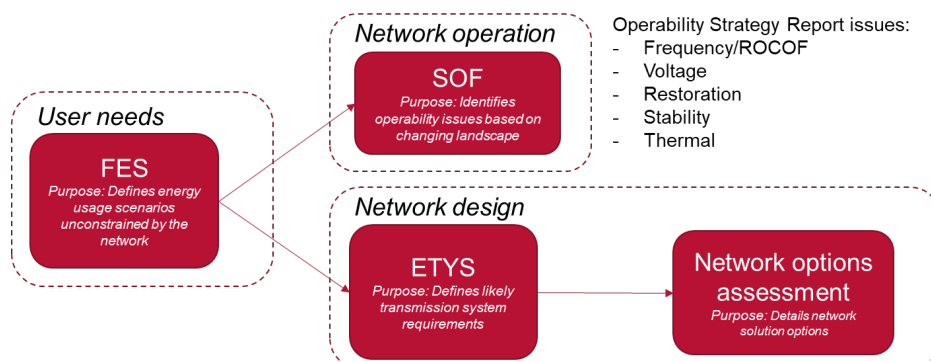 Network operation
SOF
Purpose: Identifies
operability issues based on
changing landscape
Operability Strategy Report issues:
- Frequency/ROCOF
- Voltage
- Restoration
- Stability
- Thermal
User needs
FES
Purpose: Defines energy
usage scenarios
unconstrained by the
network
Network design
ETYS
Purpose: Defines likely
transmission system
requirements
Network options
assessment
Purpose: Details network
solution options